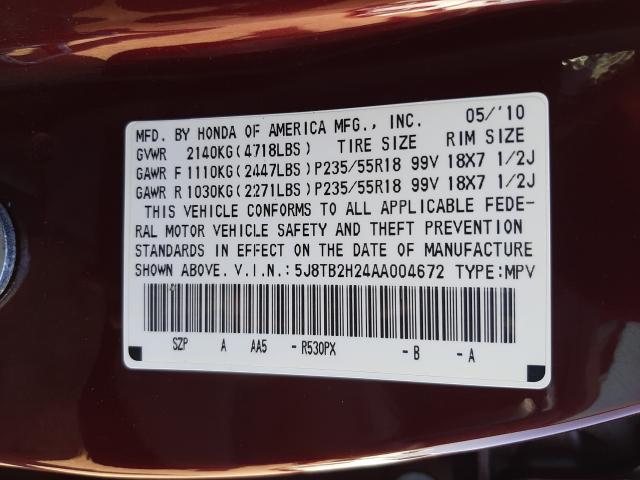 MFD. BY HONDA OF AMERICA MFG., INC. 05/'10
GVWR 2140KG(4718LBS) TIRE SIZE RIM SIZE
GAWR F 1110KG(2447LBS)P235/55R18 99V 18X7 1/2J
GAWR R 1030KG(2271LBS)P235/55R18 99V 18X7 1/2J
THIS VEHICLE CONFORMS TO ALL APPLICABLE FEDE-
RAL MOTOR VEHICLE SAFETY AND THEFT PREVENTION
STANDARDS IN EFFECT ON THE DATE OF MANUFACTURE
SHOWN ABOVE. V.I.N.:5J8TB2H24AA004672 TYPE:MPV
SZP A AA5 -R530PX -B -A